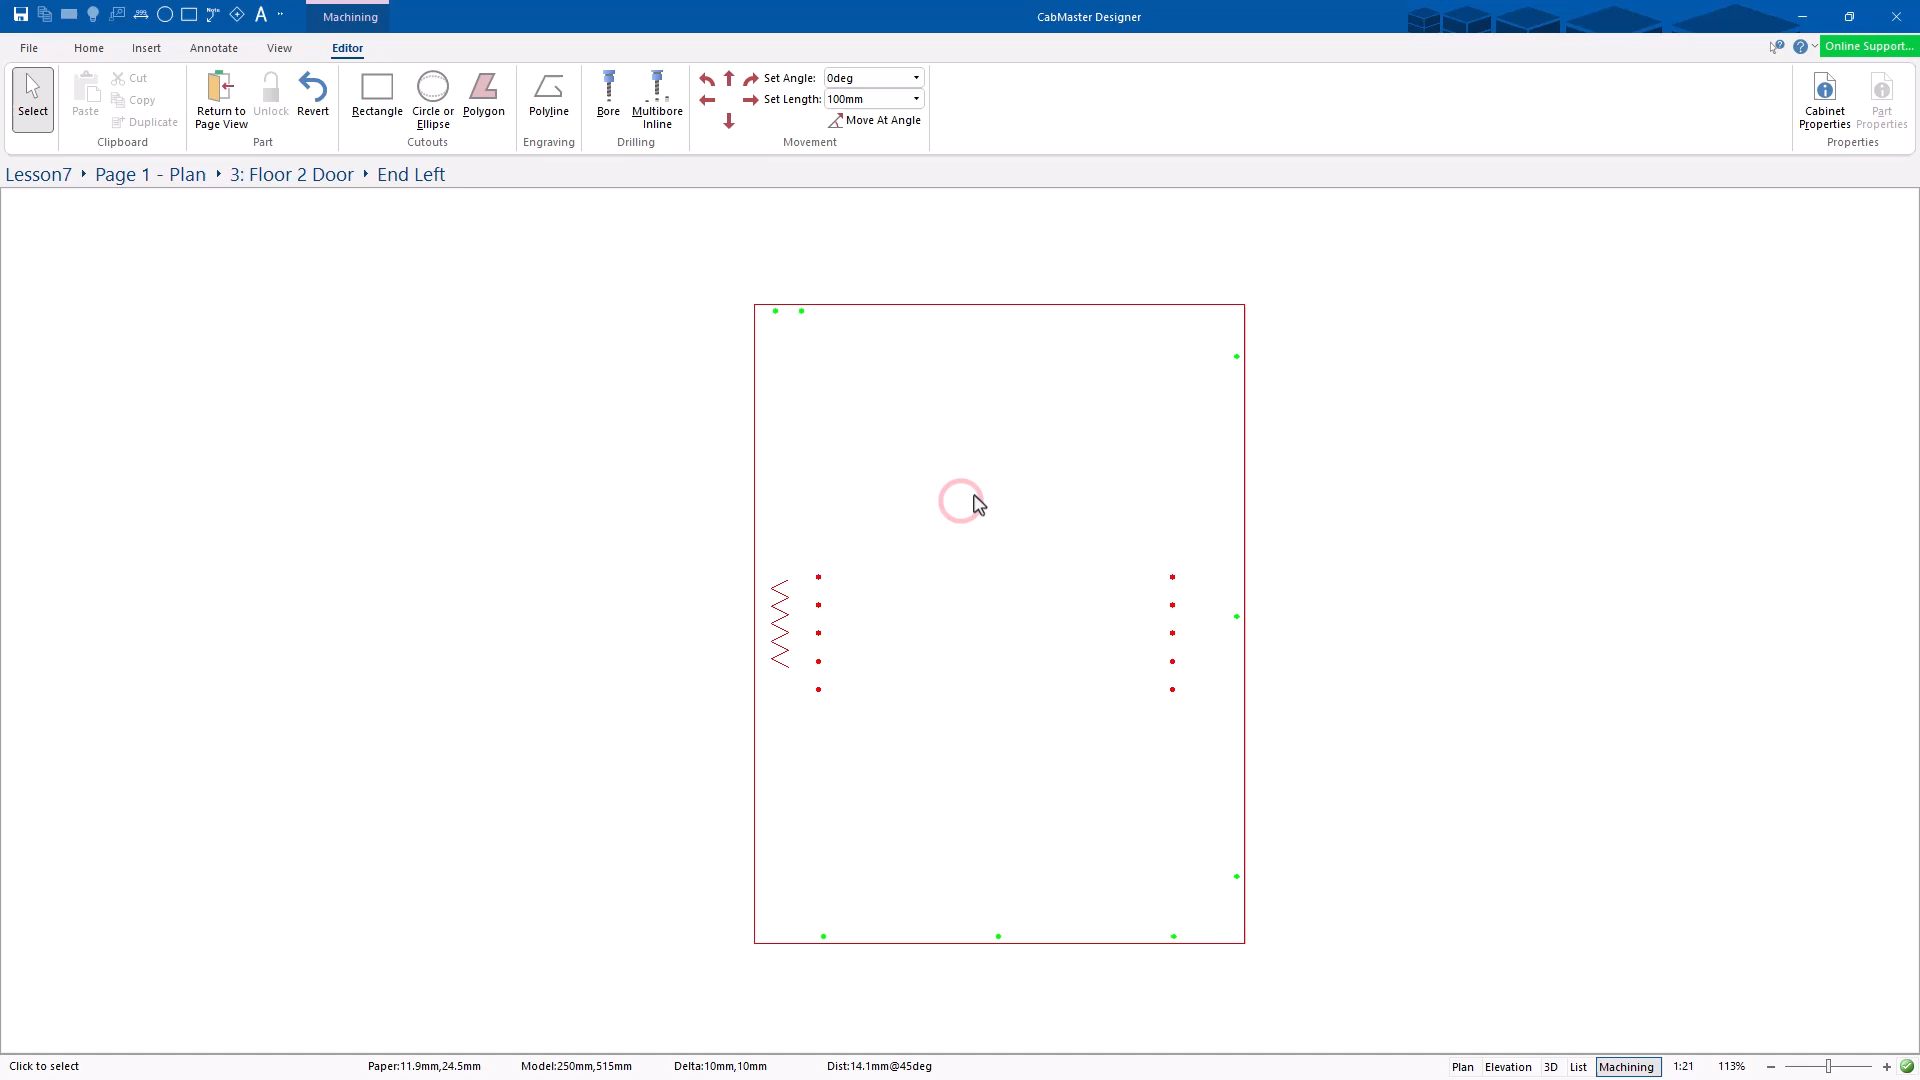 Machining
CabMaster Designer
File Home Insert Annotate View Editor
Online Support...
Select
Paste
Cut
Copy
Duplicate
Clipboard
Return to
Page View
Unlock
Revert
Part
Rectangle
Circle or
Ellipse
Polygon
Cutouts
Polyline
Engraving
Bore
Multibore
Inline
Drilling
Set Angle: 0deg
Set Length: 100mm
Move At Angle
Movement
Cabinet
Properties
Part
Properties
Properties
Lesson7 Page 1 - Plan 3: Floor 2 Door End Left
Click to select Paper:11.9mm,24.5mm Model:250mm,515mm Delta:10mm,10mm Dist:14.1mm@45deg Plan Elevation 3D List Machining 1:21 113%